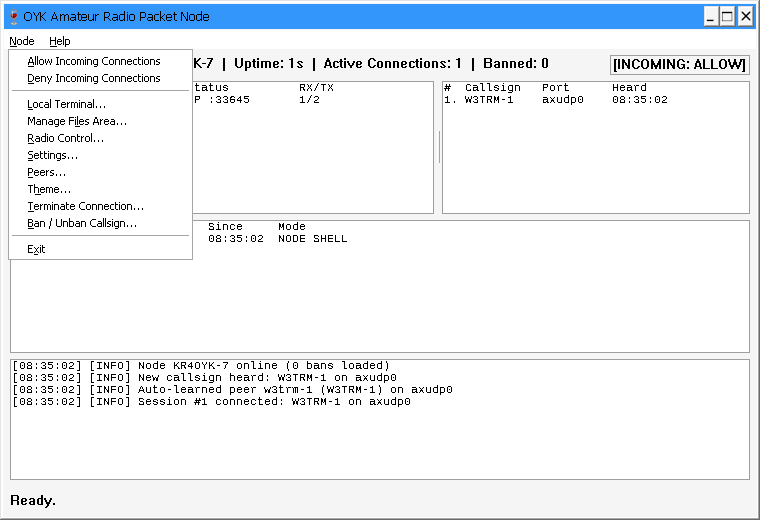 OYK Amateur Radio Packet Node
Node Help
K-7 | Uptime: 1s | Active Connections: 1 | Banned: 0 [INCOMING: ALLOW]
Allow Incoming Connections
Deny Incoming Connections
Local Terminal...
Manage Files Area...
Radio Control...
Settings...
Peers...
Theme...
Terminate Connection...
Ban / Unban Callsign...
Exit
tatus RX/TX
P :33645 1/2
# Callsign Port Heard
1. W3TRM-1 axudp0 08:35:02
Since Mode
08:35:02 NODE SHELL
[08:35:02] [INFO] Node KR4OYK-7 online (0 bans loaded)
[08:35:02] [INFO] New callsign heard: W3TRM-1 on axudp0
[08:35:02] [INFO] Auto-learned peer w3trm-1 (W3TRM-1) on axudp0
[08:35:02] [INFO] Session #1 connected: W3TRM-1 on axudp0
Ready.